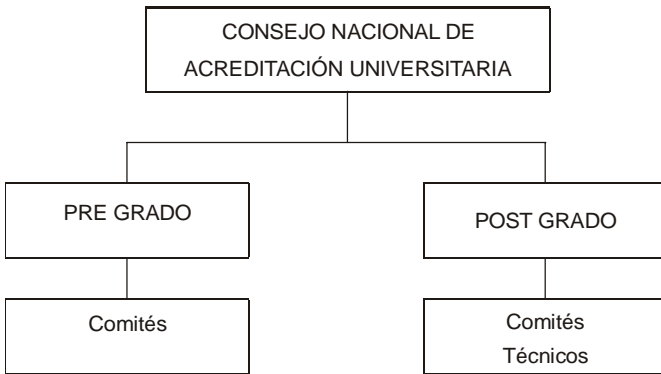 CONSEJO NACIONAL DE
ACREDITACIÓN UNIVERSITARIA
PRE GRADO
POST GRADO
Comités
Comités
Técnicos